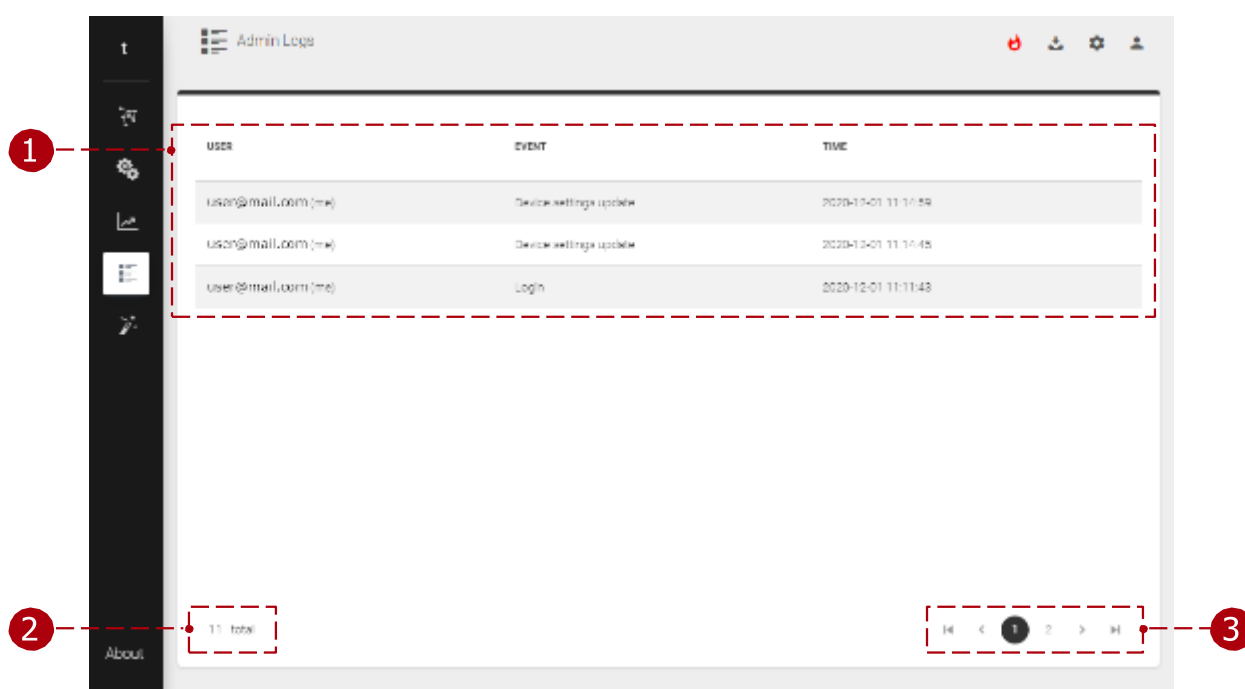 t
Admin Logs
1
USER EVENT TIME
user@mail.com (me) Device settings update 2020-12-01 11:14:59
user@mail.com (me) Device settings update 2020-12-01 11:14:45
user@mail.com (me) Login 2020-12-01 11:11:43
2
11 total
1 2
3
About